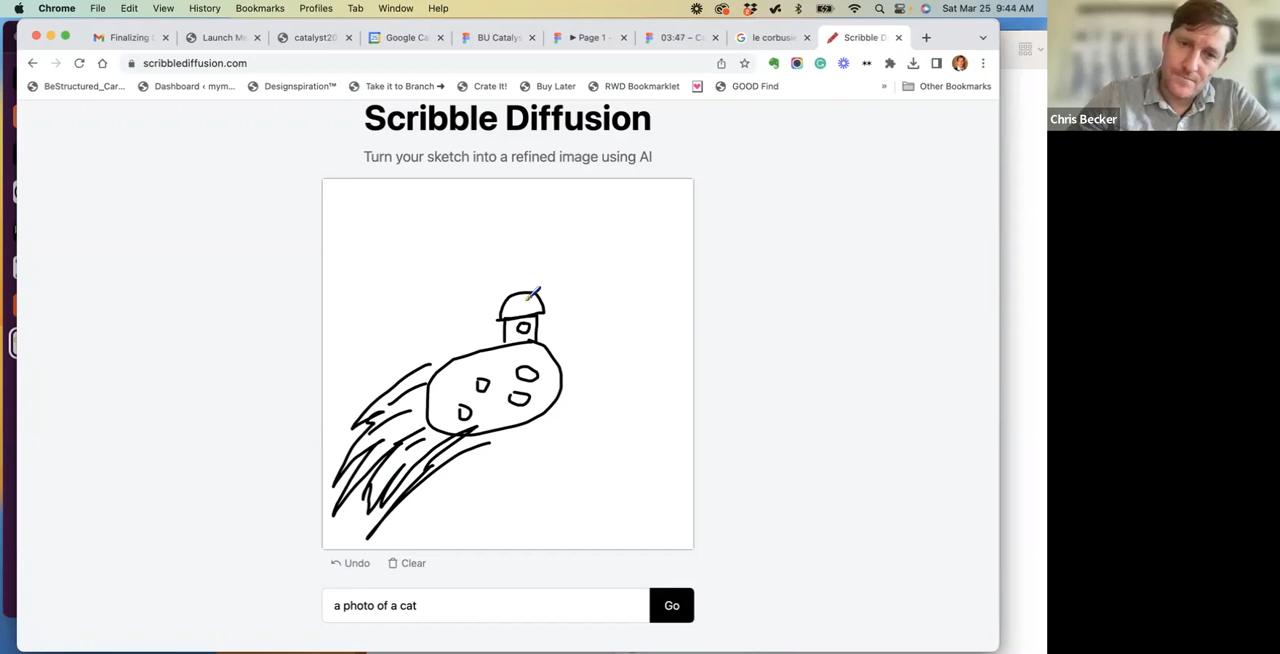 Chrome File Edit View History Bookmarks Profiles Tab Window Help Sat Mar 25 9:44 AM
Finalizing Launch Me catalyst20 Google Ca BU Catalys ▶ Page 1 - 03:47 – C le corbusie Scribble D
scribblediffusion.com
BeStructured_Car... Dashboard ‹ mym... Designspiration™ Take it to Branch ➜ Crate It! Buy Later RWD Bookmarklet GOOD Find » Other Bookmarks
Chris Becker
Scribble Diffusion
Turn your sketch into a refined image using AI
Undo Clear
a photo of a cat Go